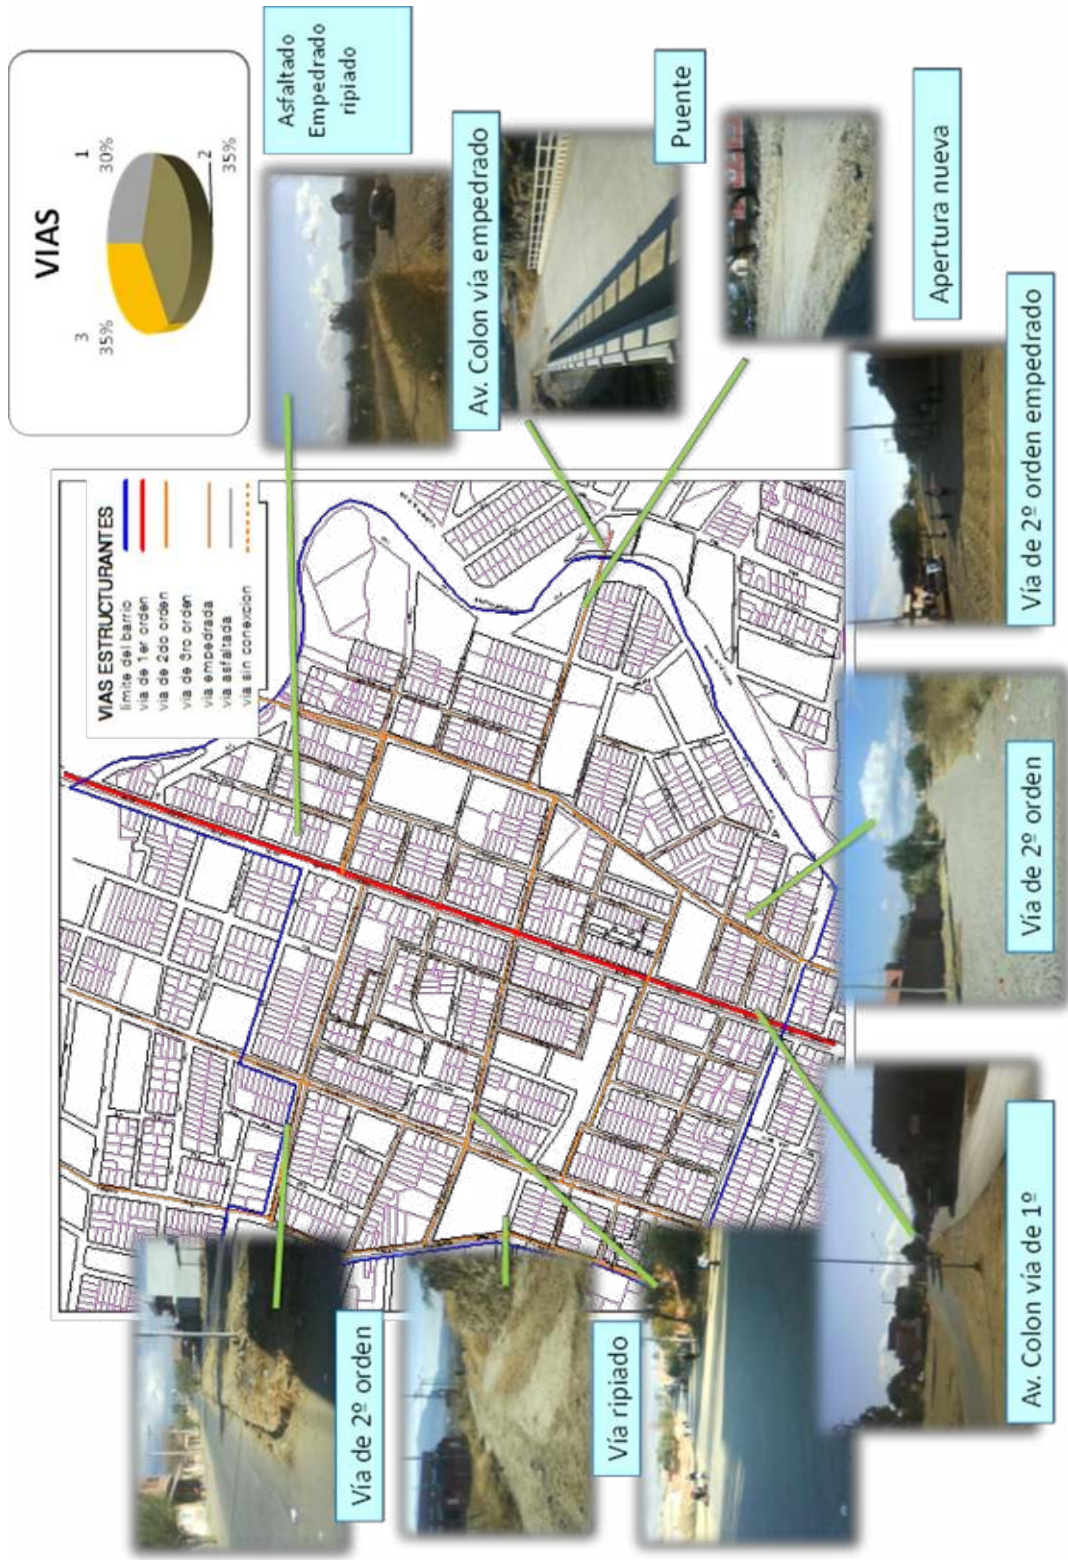 VIAS
1
30%
2
35%
3
35%
Asfaltado
Empedrado
ripiado
Av. Colon vía empedrado
Puente
Apertura nueva
Vía de 2º orden empedrado
Vía de 2º orden
Av. Colon vía de 1º
Vía ripiado
Vía de 2º orden
VIAS ESTRUCTURANTES
limite del barrio
via de 1er orden
via de 2do orden
via de 3ro orden
via empedrada
via asfaltada
via sin conexcion